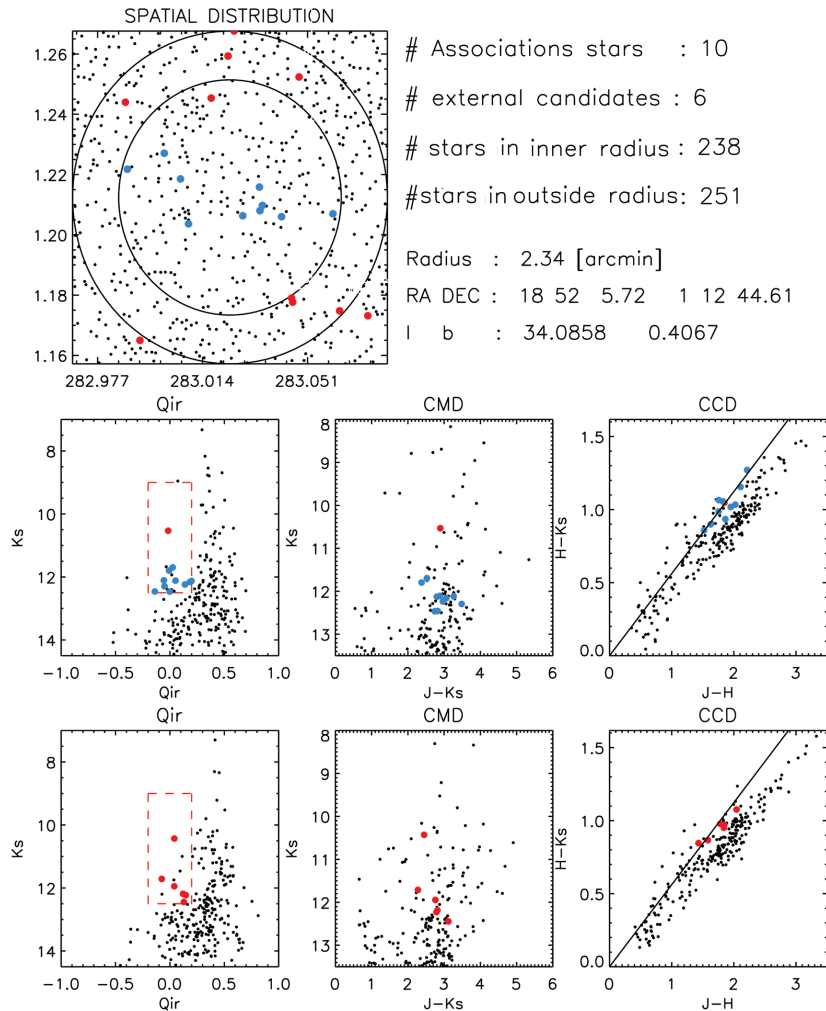 SPATIAL DISTRIBUTION
1.26
1.24
1.22
1.20
1.18
1.16
282.977 283.014 283.051
# Associations stars : 10
# external candidates : 6
# stars in inner radius : 238
#stars in outside radius: 251
Radius : 2.34 [arcmin]
RA DEC : 18 52 5.72 1 12 44.61
l b : 34.0858 0.4067
Qir
Ks
8
10
12
14
-1.0 -0.5 0.0 0.5 1.0
Qir
CMD
8
9
10
11
12
13
0 1 2 3 4 5 6
J-Ks
CCD
H-Ks
1.5
1.0
0.5
0.0
0 1 2 3
J-H
Qir
Ks
8
10
12
14
-1.0 -0.5 0.0 0.5 1.0
Qir
CMD
8
9
10
11
12
13
0 1 2 3 4 5 6
J-Ks
CCD
H-Ks
1.5
1.0
0.5
0.0
0 1 2 3
J-H